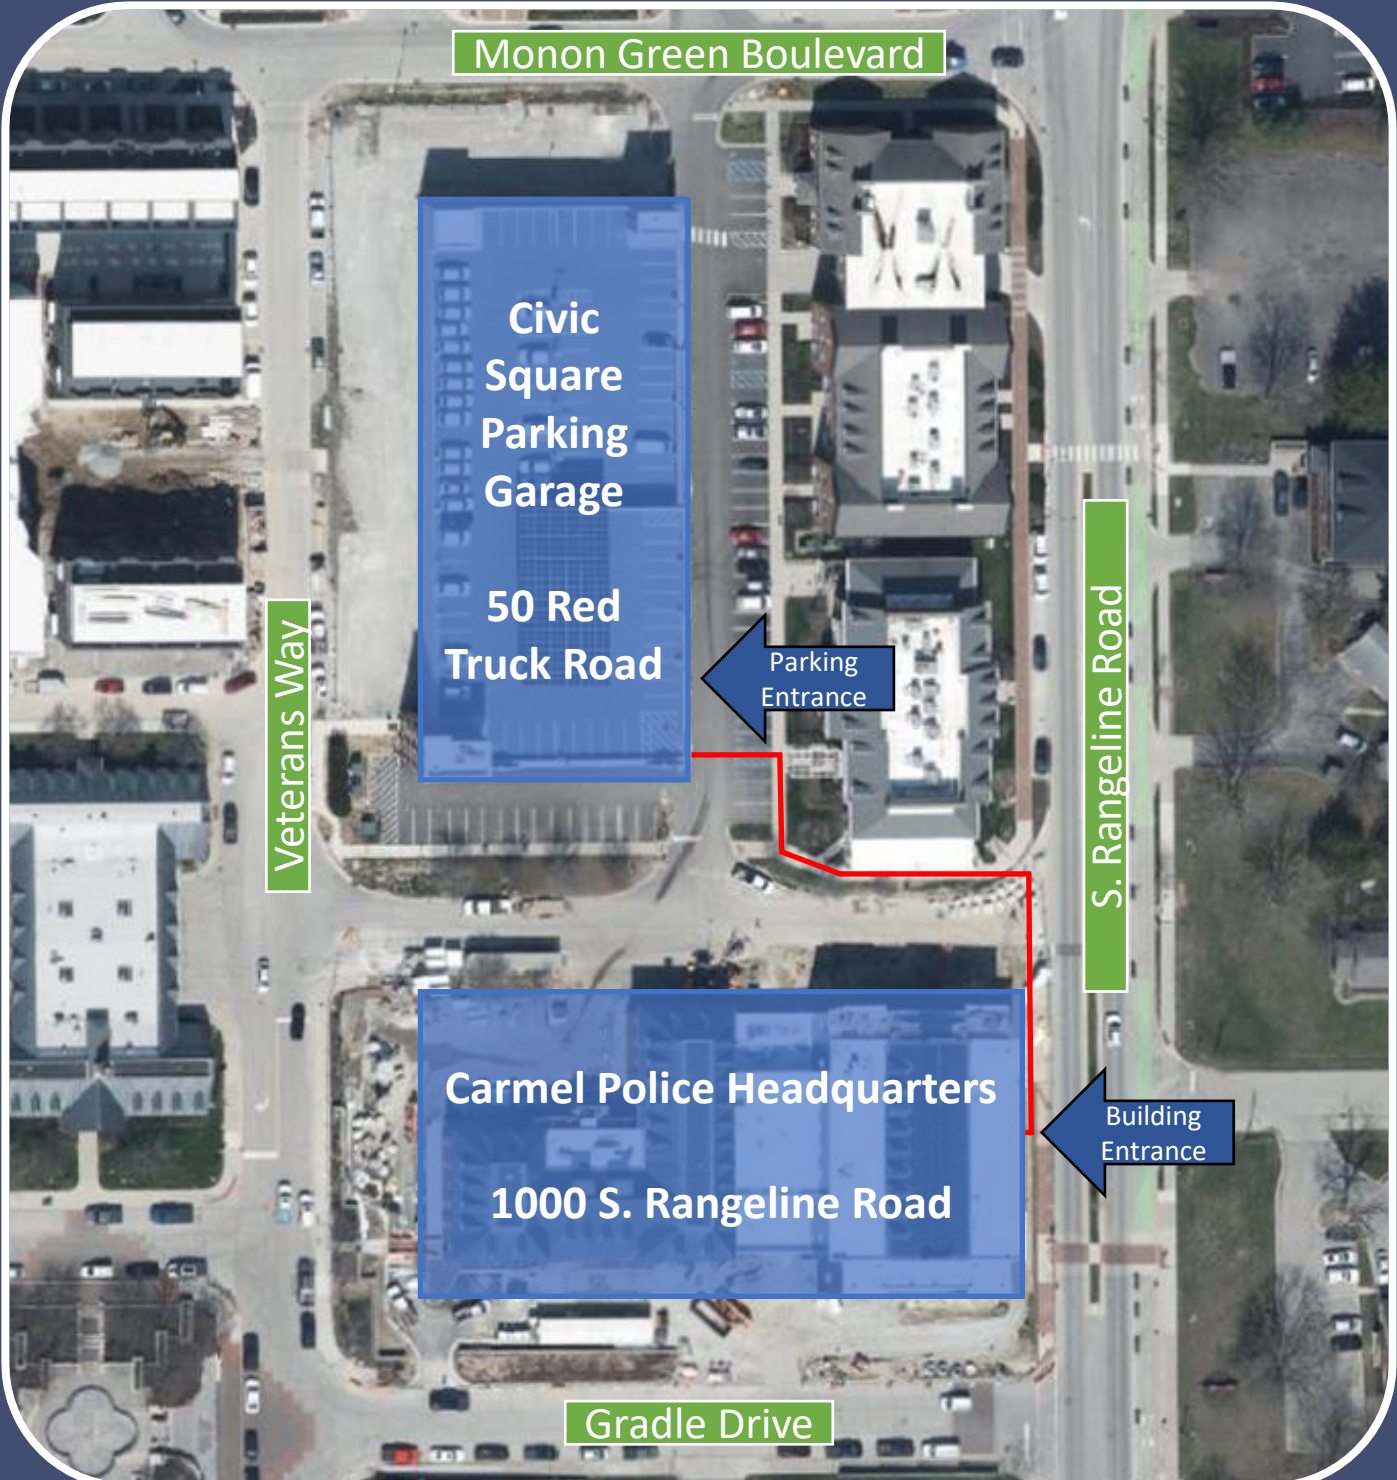 Monon Green Boulevard
Civic
Square
Parking
Garage
50 Red
Truck Road
Parking
Entrance
Veterans Way
S. Rangeline Road
Carmel Police Headquarters
1000 S. Rangeline Road
Building
Entrance
Gradle Drive